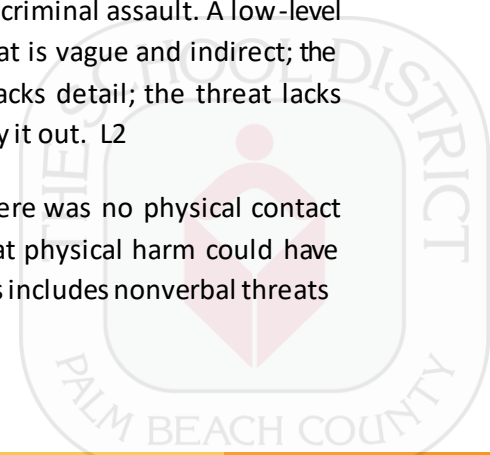 criminal assault. A low-level
at is vague and indirect; the
acks detail; the threat lacks
y it out. L2
ere was no physical contact
at physical harm could have
s includes nonverbal threats
THE SCHOOL DISTRICT
PALM BEACH COUNTY